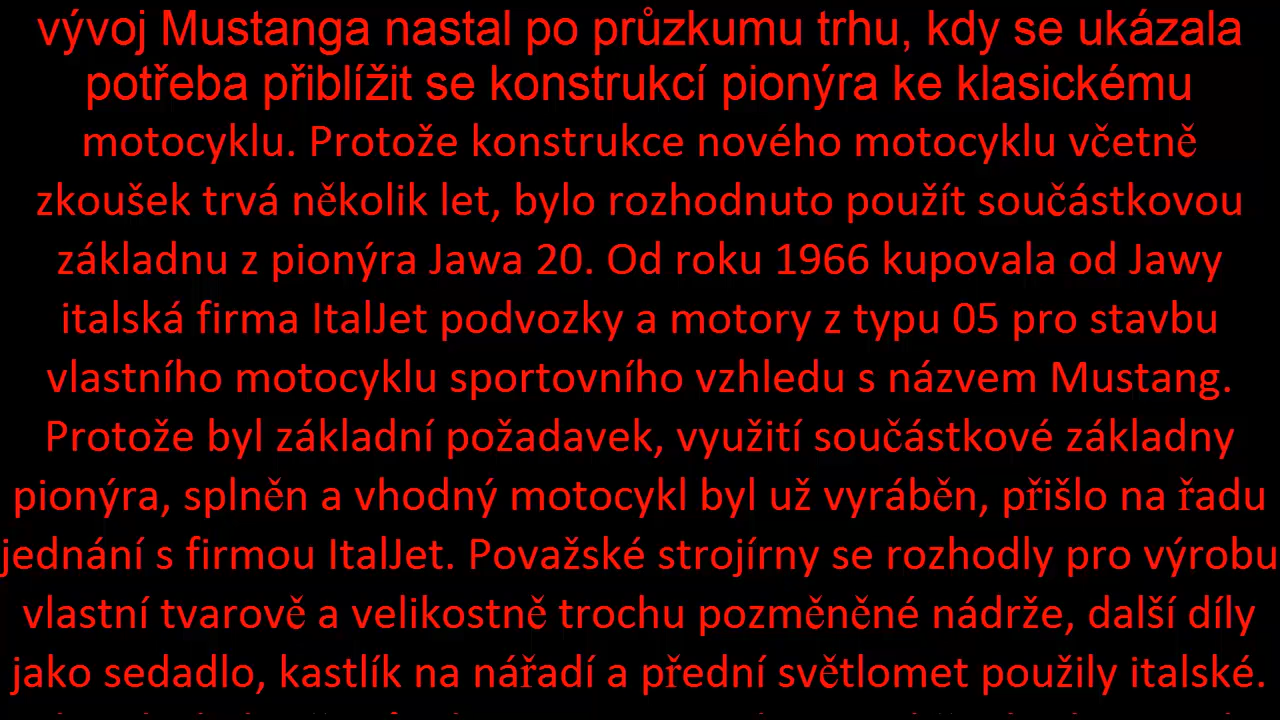 vývoj Mustanga nastal po průzkumu trhu, kdy se ukázala
potřeba přiblížit se konstrukcí pionýra ke klasickému
motocyklu. Protože konstrukce nového motocyklu včetně
zkoušek trvá několik let, bylo rozhodnuto použít součástkovou
základnu z pionýra Jawa 20. Od roku 1966 kupovala od Jawy
italská firma ItalJet podvozky a motory z typu 05 pro stavbu
vlastního motocyklu sportovního vzhledu s názvem Mustang.
Protože byl základní požadavek, využití součástkové základny
pionýra, splněn a vhodný motocykl byl už vyráběn, přišlo na řadu
jednání s firmou ItalJet. Považské strojírny se rozhodly pro výrobu
vlastní tvarově a velikostně trochu pozměněné nádrže, další díly
jako sedadlo, kastlík na nářadí a přední světlomet použily italské.